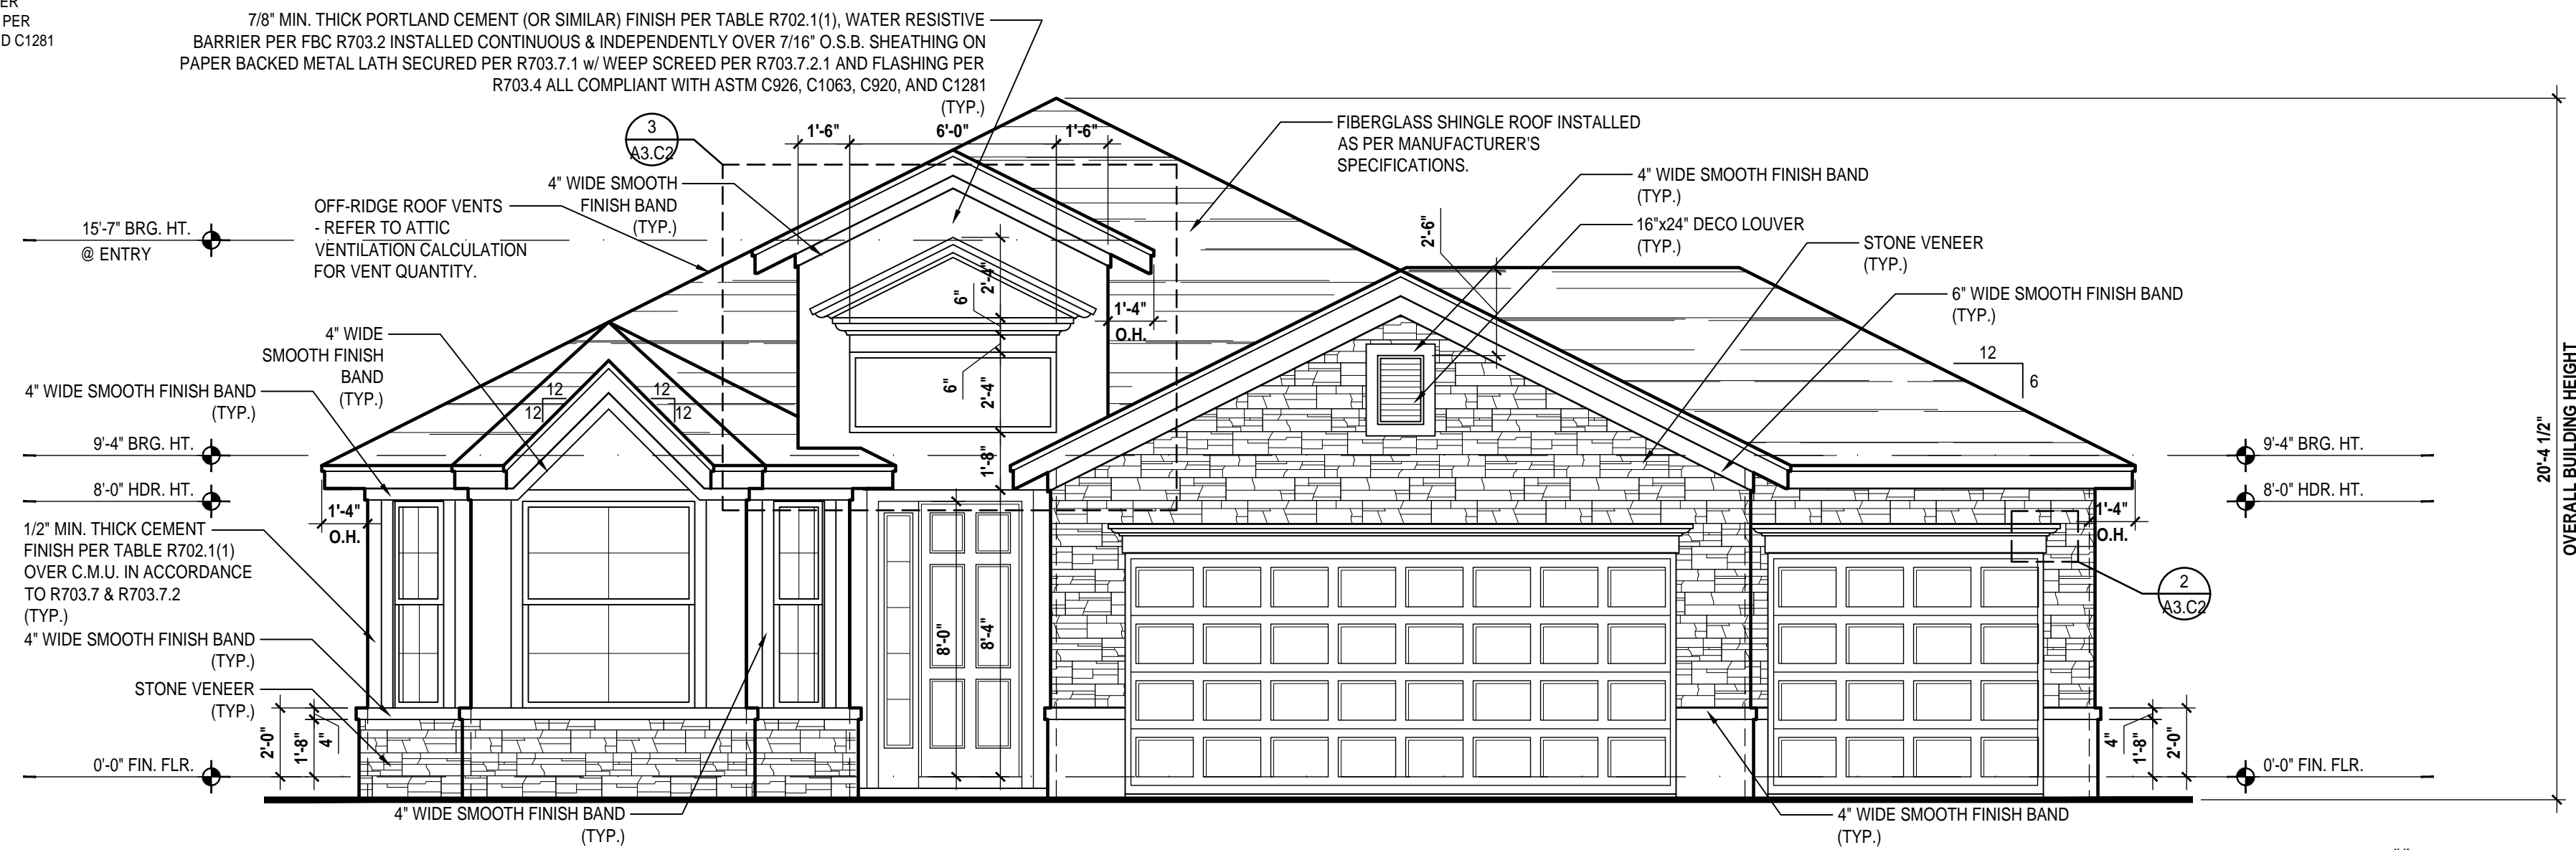 ER
PER
D C1281
7/8" MIN. THICK PORTLAND CEMENT (OR SIMILAR) FINISH PER TABLE R702.1(1), WATER RESISTIVE
BARRIER PER FBC R703.2 INSTALLED CONTINUOUS & INDEPENDENTLY OVER 7/16" O.S.B. SHEATHING ON
PAPER BACKED METAL LATH SECURED PER R703.7.1 w/ WEEP SCREED PER R703.7.2.1 AND FLASHING PER
R703.4 ALL COMPLIANT WITH ASTM C926, C1063, C920, AND C1281
(TYP.)
3
A3.C2
1'-6"
6'-0"
1'-6"
FIBERGLASS SHINGLE ROOF INSTALLED
AS PER MANUFACTURER'S
SPECIFICATIONS.
4" WIDE SMOOTH
FINISH BAND
(TYP.)
4" WIDE SMOOTH FINISH BAND
(TYP.)
OFF-RIDGE ROOF VENTS
- REFER TO ATTIC
VENTILATION CALCULATION
FOR VENT QUANTITY.
15'-7" BRG. HT.
@ ENTRY
16"x24" DECO LOUVER
(TYP.)
2'-6"
STONE VENEER
(TYP.)
6" WIDE SMOOTH FINISH BAND
(TYP.)
2'-4"
6"
1'-4"
O.H.
4" WIDE
SMOOTH FINISH
BAND
(TYP.)
12
6
4" WIDE SMOOTH FINISH BAND
(TYP.)
12
12
12
12
6"
2'-4"
1'-8"
9'-4" BRG. HT.
8'-0" HDR. HT.
9'-4" BRG. HT.
8'-0" HDR. HT.
20'-4 1/2"
OVERALL BUILDING HEIGHT
1'-4"
O.H.
1'-4"
O.H.
1/2" MIN. THICK CEMENT
FINISH PER TABLE R702.1(1)
OVER C.M.U. IN ACCORDANCE
TO R703.7 & R703.7.2
(TYP.)
2
A3.C2
4" WIDE SMOOTH FINISH BAND
(TYP.)
8'-0"
8'-4"
STONE VENEER
(TYP.)
2'-0"
1'-8"
4"
4"
1'-8"
2'-0"
0'-0" FIN. FLR.
0'-0" FIN. FLR.
4" WIDE SMOOTH FINISH BAND
(TYP.)
4" WIDE SMOOTH FINISH BAND
(TYP.)